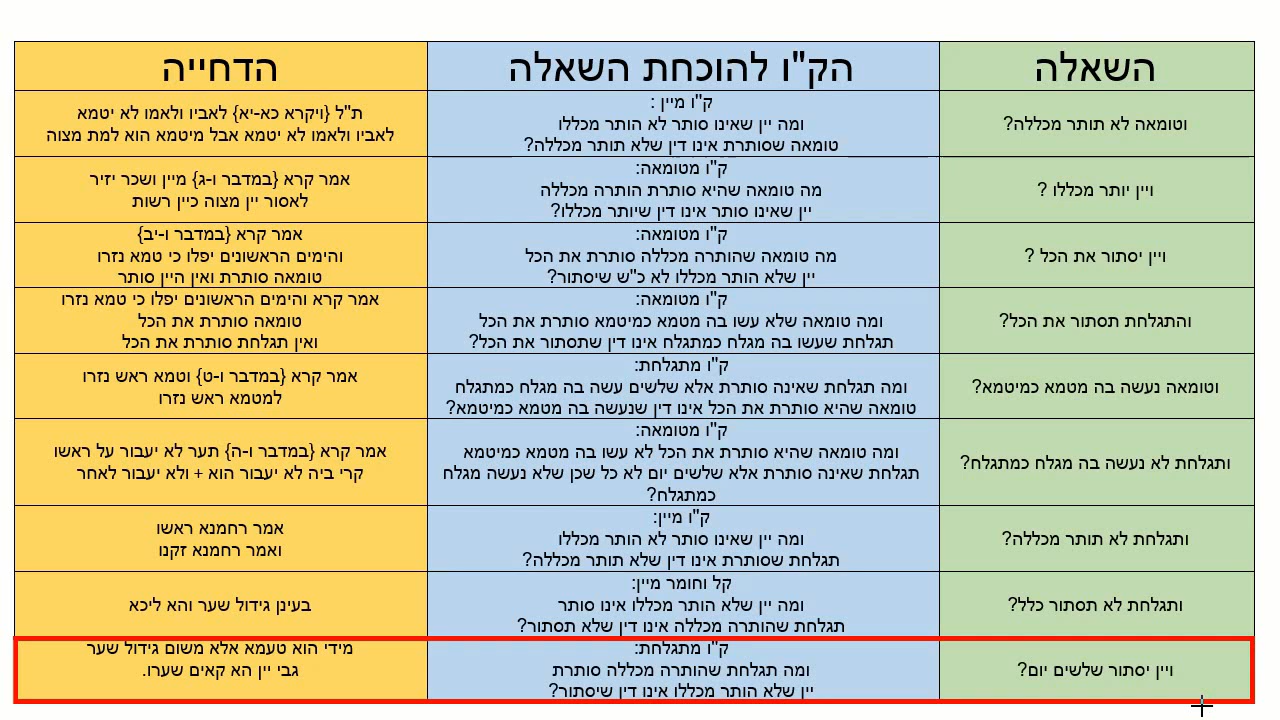 השאלה
הק"ו להוכחת השאלה
הדחייה
וטומאה לא תותר מכללה?
ק"ו מיין :
ומה יין שאינו סותר לא הותר מכללו
טומאה שסותרת אינו דין שלא תותר מכללה?
ת"ל {ויקרא כא-יא} לאביו ולאמו לא יטמא
לאביו ולאמו לא יטמא אבל מיטמא הוא למת מצוה
ויין יותר מכללו ?
ק"ו מטומאה:
מה טומאה שהיא סותרת הותרה מכללה
יין שאינו סותר אינו דין שיותר מכללו?
אמר קרא {במדבר ו-ג} מיין ושכר יזיר
לאסור יין מצוה כיין רשות
ויין יסתור את הכל ?
ק"ו מטומאה:
מה טומאה שהותרה מכללה סותרת את הכל
יין שלא הותר מכללו לא כ"ש שיסתור?
אמר קרא {במדבר ו-יב}
והימים הראשונים יפלו כי טמא נזרו
טומאה סותרת ואין היין סותר
והתגלחת תסתור את הכל?
ק"ו מטומאה:
ומה טומאה שלא עשו בה מטמא כמיטמא סותרת את הכל
תגלחת שעשו בה מגלח כמתגלח אינו דין שתסתור את הכל?
אמר קרא והימים הראשונים יפלו כי טמא נזרו
טומאה סותרת את הכל
ואין תגלחת סותרת את הכל
וטומאה נעשה בה מטמא כמיטמא?
ק"ו מתגלחת:
ומה תגלחת שאינה סותרת אלא שלשים עשה בה מגלח כמתגלח
טומאה שהיא סותרת את הכל אינו דין שנעשה בה מטמא כמיטמא?
אמר קרא {במדבר ו-ט} וטמא ראש נזרו
למטמא ראש נזרו
ותגלחת לא נעשה בה מגלח כמתגלח?
ק"ו מטומאה:
ומה טומאה שהיא סותרת את הכל לא עשו בה מטמא כמיטמא
תגלחת שאינה סותרת אלא שלשים יום לא כל שכן שלא נעשה מגלח
כמתגלח?
אמר קרא {במדבר ו-ה} תער לא יעבור על ראשו
קרי ביה לא יעבור הוא + ולא יעבור לאחר
ותגלחת לא תותר מכללה?
ק"ו מיין:
ומה יין שאינו סותר לא הותר מכללו
תגלחת שסותרת אינו דין שלא תותר מכללה?
אמר רחמנא ראשו
ואמר רחמנא זקנו
ותגלחת לא תסתור כלל?
קל וחומר מיין:
ומה יין שלא הותר מכללו אינו סותר
תגלחת שהותרה מכללה אינו דין שלא תסתור?
בעינן גידול שער והא ליכא
ויין יסתור שלשים יום?
ק"ו מתגלחת:
ומה תגלחת שהותרה מכללה סותרת
יין שלא הותר מכללו אינו דין שיסתור?
מידי הוא טעמא אלא משום גידול שער
גבי יין הא קאים שערו.